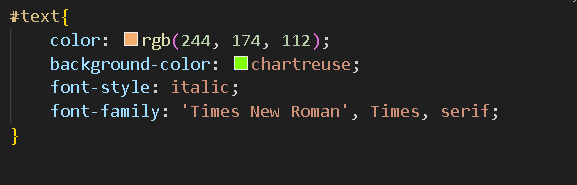 #text{
    color: rgb(244, 174, 112);
    background-color: chartreuse;
    font-style: italic;
    font-family: 'Times New Roman', Times, serif;
}